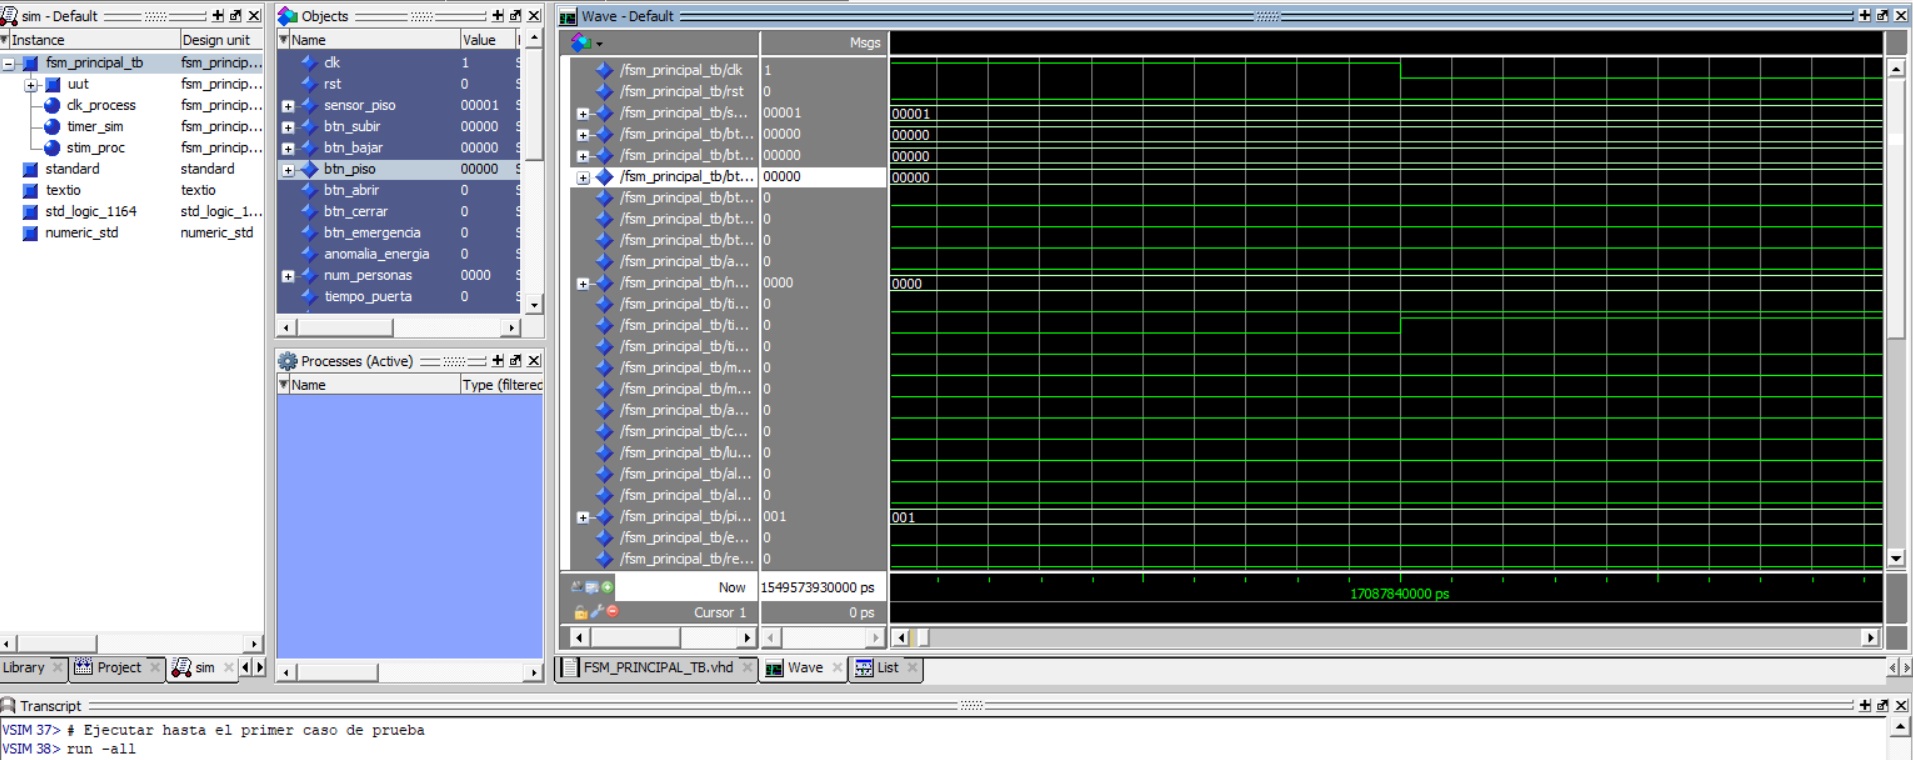 sim - Default
Instance Design unit
fsm_principal_tb fsm_princip...
uut fsm_princip...
clk_process fsm_princip...
timer_sim fsm_princip...
stim_proc fsm_princip...
standard standard
textio textio
std_logic_1164 std_logic_1...
numeric_std numeric_std
Library Project sim
Objects
Name Value
clk 1
rst 0
sensor_piso 00001
btn_subir 00000
btn_bajar 00000
btn_piso 00000
btn_abrir 0
btn_cerrar 0
btn_emergencia 0
anomalia_energia 0
num_personas 0000
tiempo_puerta 0
Processes (Active)
Name Type (filtered
Wave - Default
Msgs
/fsm_principal_tb/clk 1
/fsm_principal_tb/rst 0
/fsm_principal_tb/s... 00001 00001
/fsm_principal_tb/bt... 00000 00000
/fsm_principal_tb/bt... 00000 00000
/fsm_principal_tb/bt... 00000 00000
/fsm_principal_tb/bt... 0
/fsm_principal_tb/bt... 0
/fsm_principal_tb/bt... 0
/fsm_principal_tb/a... 0
/fsm_principal_tb/n... 0000 0000
/fsm_principal_tb/ti... 0
/fsm_principal_tb/ti... 0
/fsm_principal_tb/ti... 0
/fsm_principal_tb/m... 0
/fsm_principal_tb/m... 0
/fsm_principal_tb/a... 0
/fsm_principal_tb/c... 0
/fsm_principal_tb/lu... 0
/fsm_principal_tb/al... 0
/fsm_principal_tb/al... 0
/fsm_principal_tb/pi... 001 001
/fsm_principal_tb/e... 0
/fsm_principal_tb/re... 0
Now 1549573930000 ps
17087840000 ps
Cursor 1 0 ps
FSM_PRINCIPAL_TB.vhd Wave List
Transcript
VSIM 37> # Ejecutar hasta el primer caso de prueba
VSIM 38> run -all